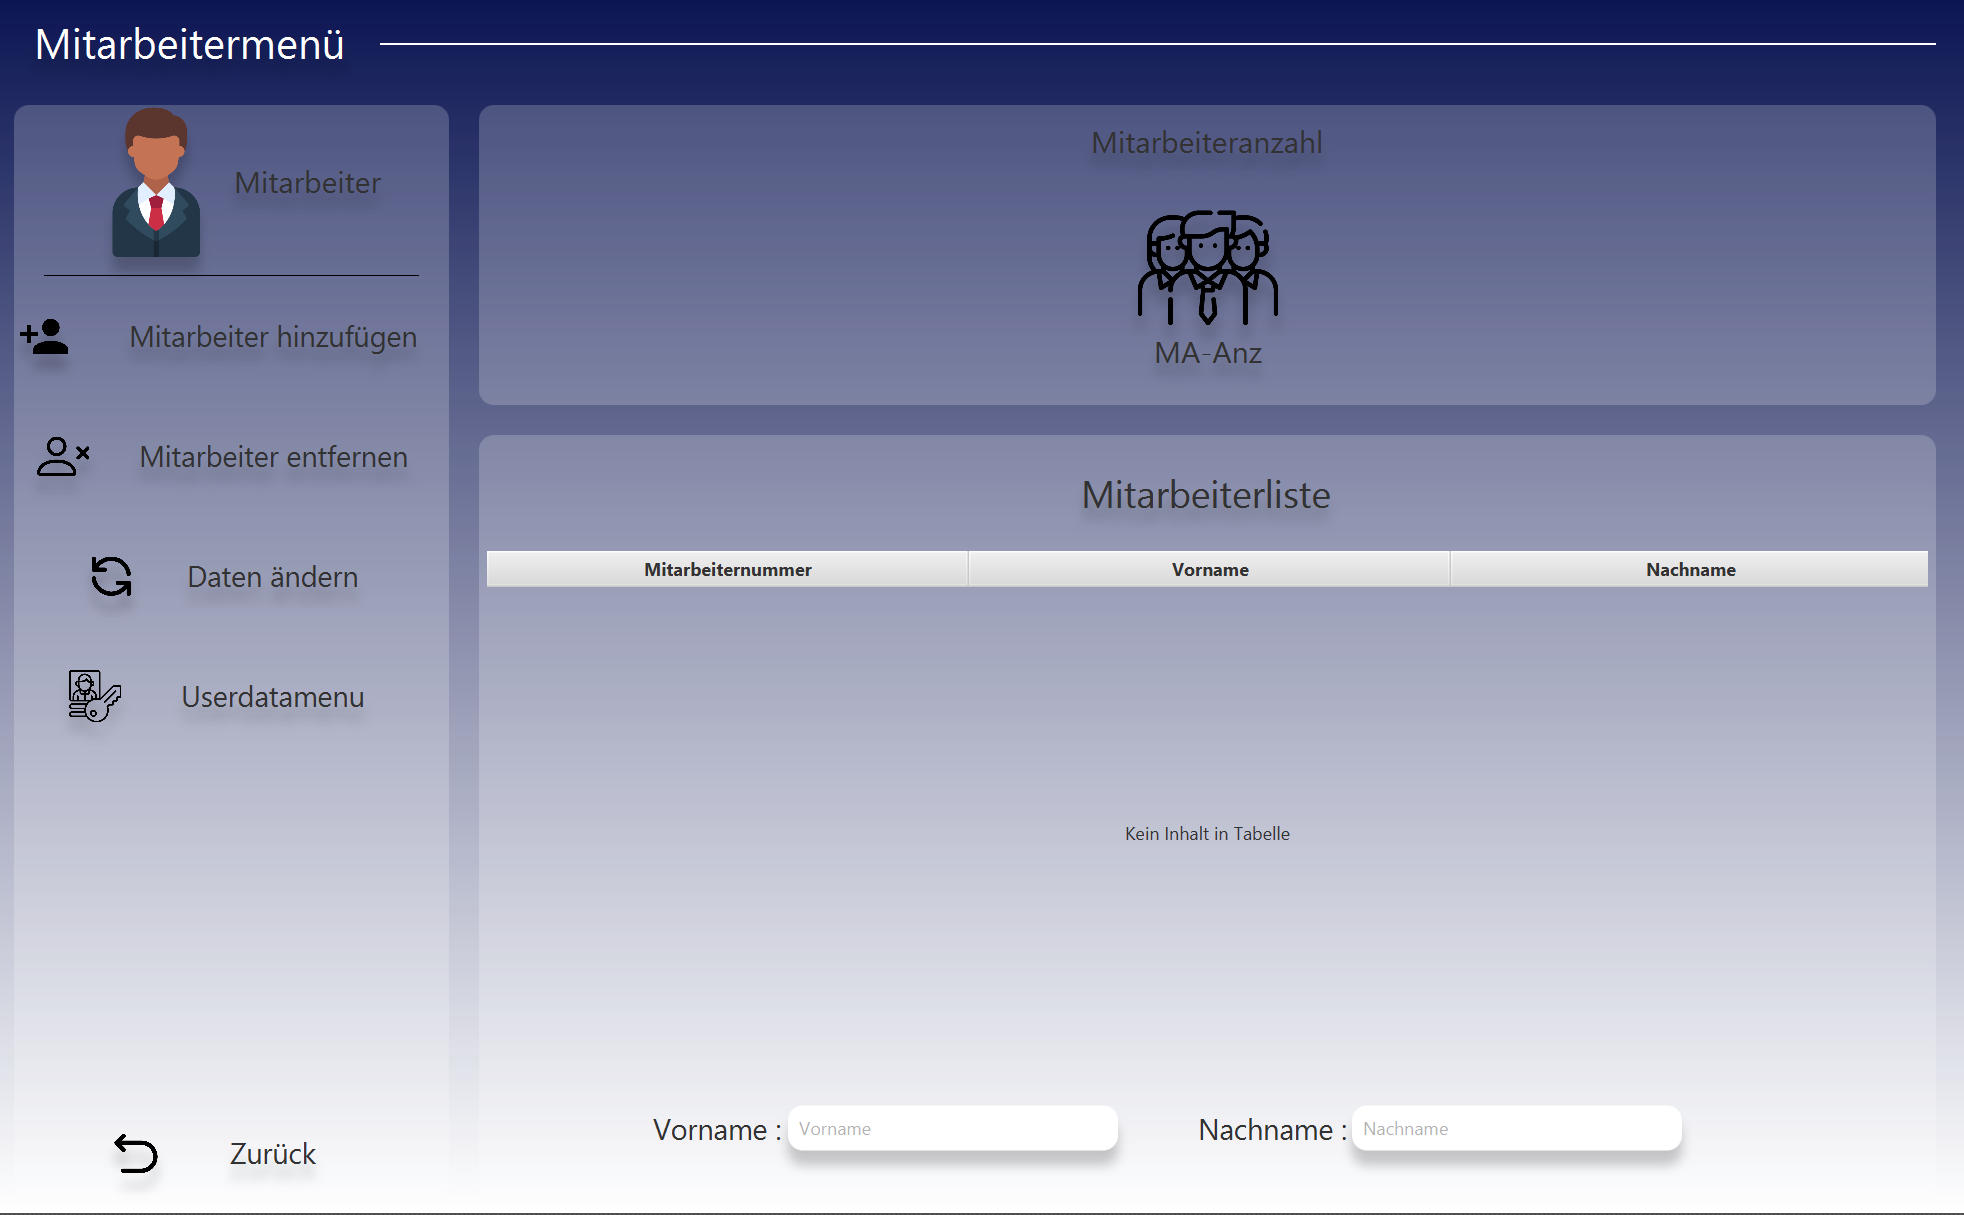 Mitarbeitermenü
Mitarbeiter
Mitarbeiter hinzufügen
Mitarbeiter entfernen
Daten ändern
Userdatamenu
Zurück
Mitarbeiteranzahl
MA-Anz
Mitarbeiterliste
Mitarbeiternummer Vorname Nachname
Kein Inhalt in Tabelle
Vorname : Vorname Nachname : Nachname